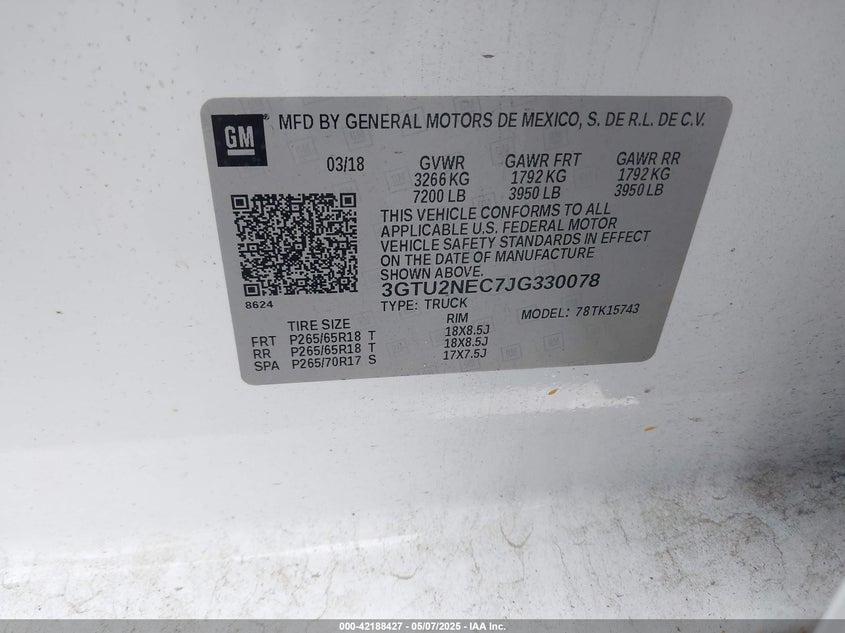 GM® MFD BY GENERAL MOTORS DE MEXICO, S. DE R.L. DE C.V.
03/18 GVWR GAWR FRT GAWR RR
3266 KG 1792 KG 1792 KG
7200 LB 3950 LB 3950 LB
THIS VEHICLE CONFORMS TO ALL
APPLICABLE U.S. FEDERAL MOTOR
VEHICLE SAFETY STANDARDS IN EFFECT
ON THE DATE OF MANUFACTURE
SHOWN ABOVE.
3GTU2NEC7JG330078
8624
TYPE: TRUCK MODEL: 78TK15743
TIRE SIZE RIM
FRT P265/65R18 T 18X8.5J
RR P265/65R18 T 18X8.5J
SPA P265/70R17 S 17X7.5J
000-42188427 - 05/07/2025 - IAA Inc.